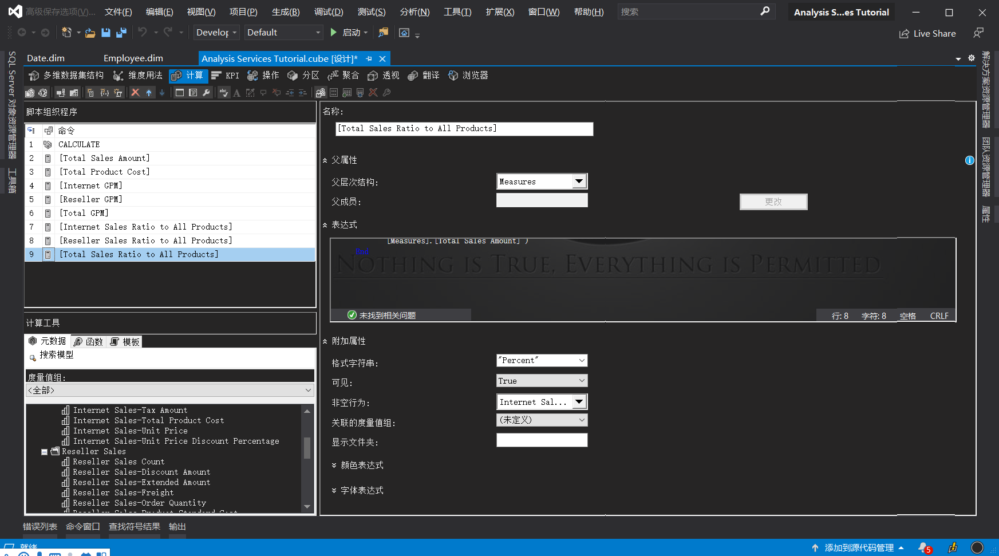 高级保存选项(V)... 文件(F) 编辑(E) 视图(V) 项目(P) 生成(B) 调试(D) 测试(S) 分析(N) 工具(T) 扩展(X) 窗口(W) 帮助(H) 搜索 Analysis S...es Tutorial
Develop Default 启动 Live Share
Date.dim Employee.dim Analysis Services Tutorial.cube [设计]*
多维数据集结构 维度用法 计算 KPI 操作 分区 聚合 透视 翻译 浏览器
SQL Server 对象资源管理器
工具箱
脚本组织程序
命令
1 CALCULATE
2 [Total Sales Amount]
3 [Total Product Cost]
4 [Internet GPM]
5 [Reseller GPM]
6 [Total GPM]
7 [Internet Sales Ratio to All Products]
8 [Reseller Sales Ratio to All Products]
9 [Total Sales Ratio to All Products]
计算工具
元数据 函数 模板
搜索模型
度量值组:
<全部>
Internet Sales-Tax Amount
Internet Sales-Total Product Cost
Internet Sales-Unit Price
Internet Sales-Unit Price Discount Percentage
Reseller Sales
Reseller Sales Count
Reseller Sales-Discount Amount
Reseller Sales-Extended Amount
Reseller Sales-Freight
Reseller Sales-Order Quantity
Reseller Sales-Product Standard Cost
名称:
[Total Sales Ratio to All Products]
父属性
父层次结构: Measures
父成员: 更改
表达式
[Measures].[Total Sales Amount] )
End
NOTHING IS TRUE, EVERYTHING IS PERMITTED
未找到相关问题 行: 8 字符: 8 空格 CRLF
附加属性
格式字符串: "Percent"
可见: True
非空行为: Internet Sal...
关联的度量值组: (未定义)
显示文件夹:
颜色表达式
字体表达式
解决方案资源管理器
团队资源管理器
属性
错误列表 命令窗口 查找符号结果 输出
就绪 添加到源代码管理 5